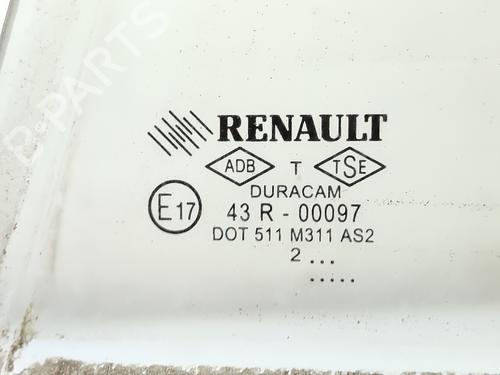 B-PARTS
RENAULT
ADB T TSE
DURACAM
E17 43 R - 00097
DOT 511 M311 AS2
2 ...
.....